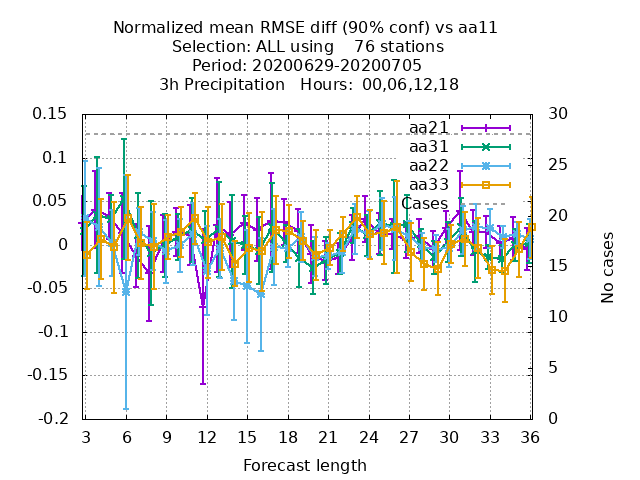 Normalized mean RMSE diff (90% conf) vs aa11
Selection: ALL using    76 stations
Period: 20200629-20200705
3h Precipitation   Hours: 00,06,12,18
0.15
0.1
0.05
0
-0.05
-0.1
-0.15
-0.2
30
25
20
15
10
5
0
aa21
aa31
aa22
aa33
Cases
No cases
3 6 9 12 15 18 21 24 27 30 33 36
Forecast length